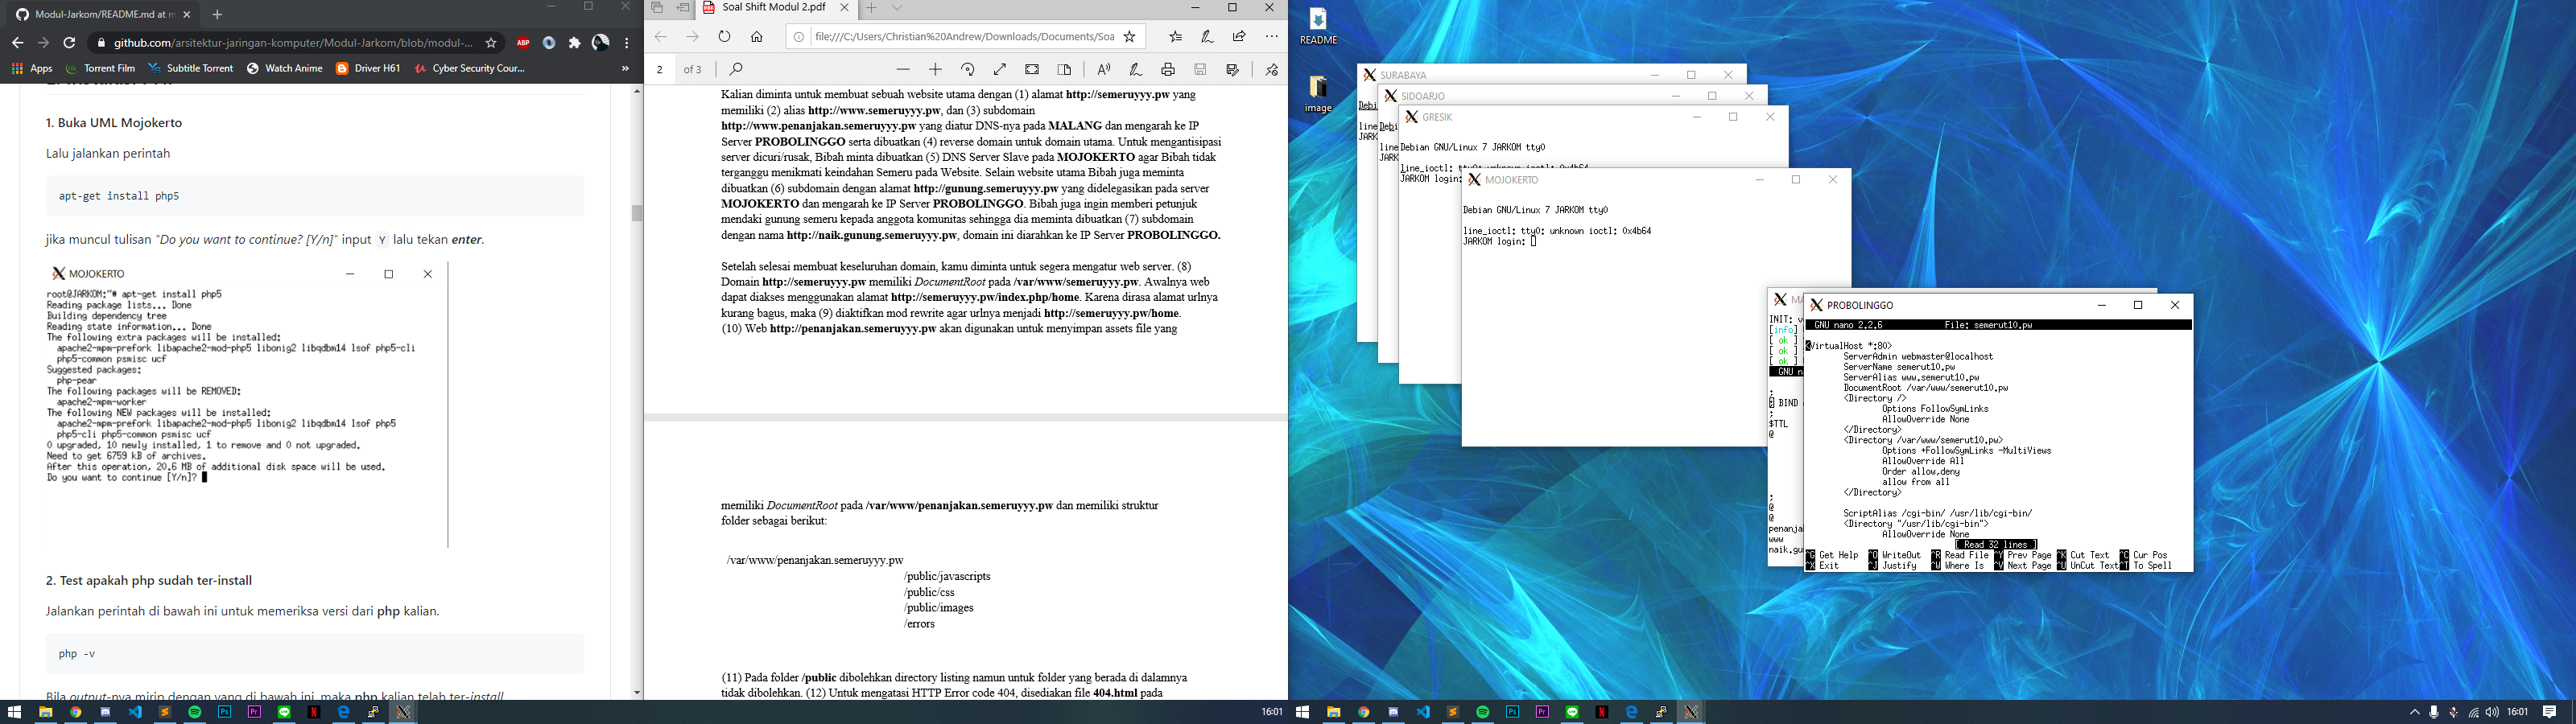 Modul-Jarkom/README.md at m
github.com/arsitektur-jaringan-komputer/Modul-Jarkom/blob/modul-...
ABP
Apps
Torrent Film
Subtitle Torrent
Watch Anime
Driver H61
Cyber Security Cour...
»
1. Buka UML Mojokerto
Lalu jalankan perintah
apt-get install php5
jika muncul tulisan "Do you want to continue? [Y/n]" input Y lalu tekan enter.
MOJOKERTO
root@JARKOM:~# apt-get install php5
Reading package lists... Done
Building dependency tree
Reading state information... Done
The following extra packages will be installed:
apache2-mpm-prefork libapache2-mod-php5 libonig2 libqdbm14 lsof php5-cli
php5-common psmisc ucf
Suggested packages:
php-pear
The following packages will be REMOVED:
apache2-mpm-worker
The following NEW packages will be installed:
apache2-mpm-prefork libapache2-mod-php5 libonig2 libqdbm14 lsof php5
php5-cli php5-common psmisc ucf
0 upgraded, 10 newly installed, 1 to remove and 0 not upgraded.
Need to get 6759 kB of archives.
After this operation, 20.6 MB of additional disk space will be used.
Do you want to continue [Y/n]?
2. Test apakah php sudah ter-install
Jalankan perintah di bawah ini untuk memeriksa versi dari php kalian.
php -v
Bila output-nya mirip dengan yang di bawah ini, maka php kalian telah ter-install
Soal Shift Modul 2.pdf
file:///C:/Users/Christian%20Andrew/Downloads/Documents/Soa
2 of 3
Kalian diminta untuk membuat sebuah website utama dengan (1) alamat http://semeruyyy.pw yang
memiliki (2) alias http://www.semeruyyy.pw, dan (3) subdomain
http://www.penanjakan.semeruyyy.pw yang diatur DNS-nya pada MALANG dan mengarah ke IP
Server PROBOLINGGO serta dibuatkan (4) reverse domain untuk domain utama. Untuk mengantisipasi
server dicuri/rusak, Bibah minta dibuatkan (5) DNS Server Slave pada MOJOKERTO agar Bibah tidak
terganggu menikmati keindahan Semeru pada Website. Selain website utama Bibah juga meminta
dibuatkan (6) subdomain dengan alamat http://gunung.semeruyyy.pw yang didelegasikan pada server
MOJOKERTO dan mengarah ke IP Server PROBOLINGGO. Bibah juga ingin memberi petunjuk
mendaki gunung semeru kepada anggota komunitas sehingga dia meminta dibuatkan (7) subdomain
dengan nama http://naik.gunung.semeruyyy.pw, domain ini diarahkan ke IP Server PROBOLINGGO.
Setelah selesai membuat keseluruhan domain, kamu diminta untuk segera mengatur web server. (8)
Domain http://semeruyyy.pw memiliki DocumentRoot pada /var/www/semeruyyy.pw. Awalnya web
dapat diakses menggunakan alamat http://semeruyyy.pw/index.php/home. Karena dirasa alamat urlnya
kurang bagus, maka (9) diaktifkan mod rewrite agar urlnya menjadi http://semeruyyy.pw/home.
(10) Web http://penanjakan.semeruyyy.pw akan digunakan untuk menyimpan assets file yang
memiliki DocumentRoot pada /var/www/penanjakan.semeruyyy.pw dan memiliki struktur
folder sebagai berikut:
/var/www/penanjakan.semeruyyy.pw
/public/javascripts
/public/css
/public/images
/errors
(11) Pada folder /public dibolehkan directory listing namun untuk folder yang berada di dalamnya
tidak dibolehkan. (12) Untuk mengatasi HTTP Error code 404, disediakan file 404.html pada
16:01
README
image
SURABAYA
Debi
line
JARK
SIDOARJO
Debi
line
JARK
GRESIK
Debian GNU/Linux 7 JARKOM tty0
line_ioctl: tty0: unknown ioctl: 0x4b64
JARKOM login:
MOJOKERTO
Debian GNU/Linux 7 JARKOM tty0
line_ioctl: tty0: unknown ioctl: 0x4b64
JARKOM login:
MA
INIT: v
[info]
[ ok ]
[ ok ]
[ ok ]
GNU n
;
; BIND
;
$TTL
@
;
@
@
penanjak
www
naik.gu
PROBOLINGGO
GNU nano 2.2.6 File: semerut10.pw
<VirtualHost *:80>
ServerAdmin webmaster@localhost
ServerName semerut10.pw
ServerAlias www.semerut10.pw
DocumentRoot /var/www/semerut10.pw
<Directory />
Options FollowSymLinks
AllowOverride None
</Directory>
<Directory /var/www/semerut10.pw>
Options +FollowSymLinks -MultiViews
AllowOverride All
Order allow,deny
allow from all
</Directory>
ScriptAlias /cgi-bin/ /usr/lib/cgi-bin/
<Directory "/usr/lib/cgi-bin">
AllowOverride None
[ Read 32 lines ]
^G Get Help ^O WriteOut ^R Read File ^Y Prev Page ^K Cut Text ^C Cur Pos
^X Exit ^J Justify ^W Where Is ^V Next Page ^U UnCut Text ^T To Spell
16:01